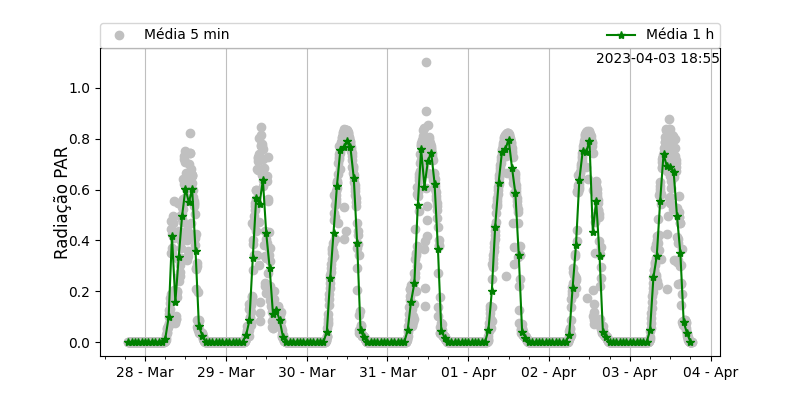 Média 5 min
Média 1 h
2023-04-03 18:55
Radiação PAR
1.0
0.8
0.6
0.4
0.2
0.0
28 - Mar
29 - Mar
30 - Mar
31 - Mar
01 - Apr
02 - Apr
03 - Apr
04 - Apr